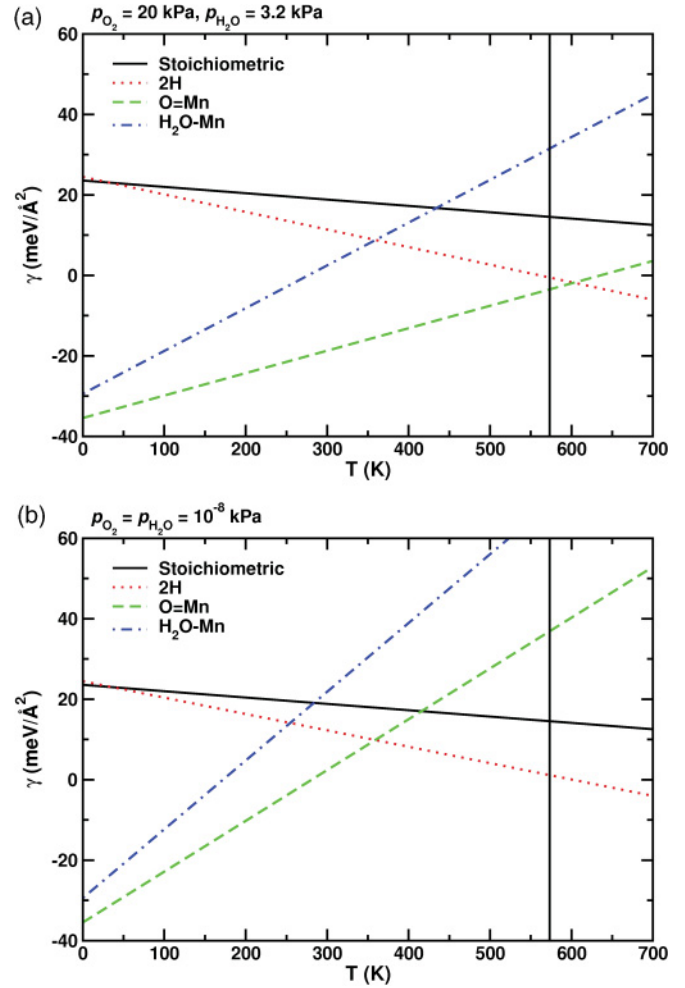 (a)
p_O₂ = 20 kPa, p_H₂O = 3.2 kPa
60
Stoichiometric
2H
O=Mn
H₂O-Mn
40
20
0
-20
-40
γ (meV/Å²)
0 100 200 300 400 500 600 700
T (K)
(b)
p_O₂ = p_H₂O = 10⁻⁸ kPa
60
Stoichiometric
2H
O=Mn
H₂O-Mn
40
20
0
-20
-40
γ (meV/Å²)
0 100 200 300 400 500 600 700
T (K)